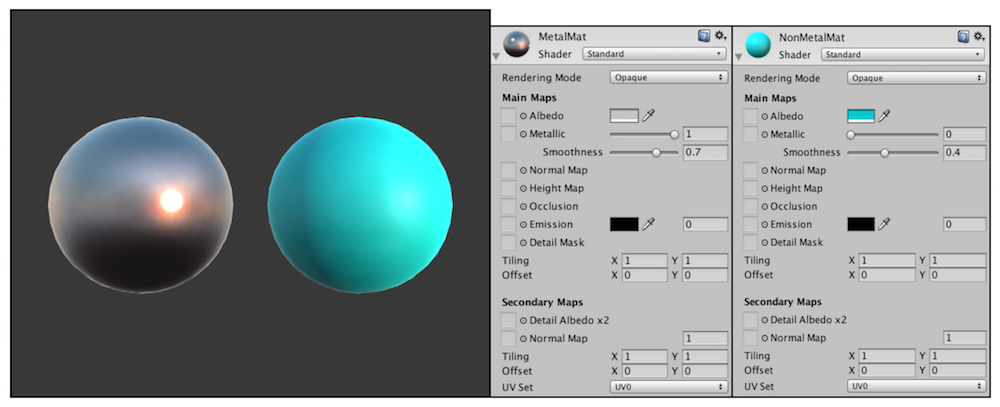 MetalMat
Shader Standard
Rendering Mode Opaque
Main Maps
Albedo
Metallic 1
Smoothness 0.7
Normal Map
Height Map
Occlusion
Emission 0
Detail Mask
Tiling X 1 Y 1
Offset X 0 Y 0
Secondary Maps
Detail Albedo x2
Normal Map 1
Tiling X 1 Y 1
Offset X 0 Y 0
UV Set UV0
NonMetalMat
Shader Standard
Rendering Mode Opaque
Main Maps
Albedo
Metallic 0
Smoothness 0.4
Normal Map
Height Map
Occlusion
Emission 0
Detail Mask
Tiling X 1 Y 1
Offset X 0 Y 0
Secondary Maps
Detail Albedo x2
Normal Map 1
Tiling X 1 Y 1
Offset X 0 Y 0
UV Set UV0